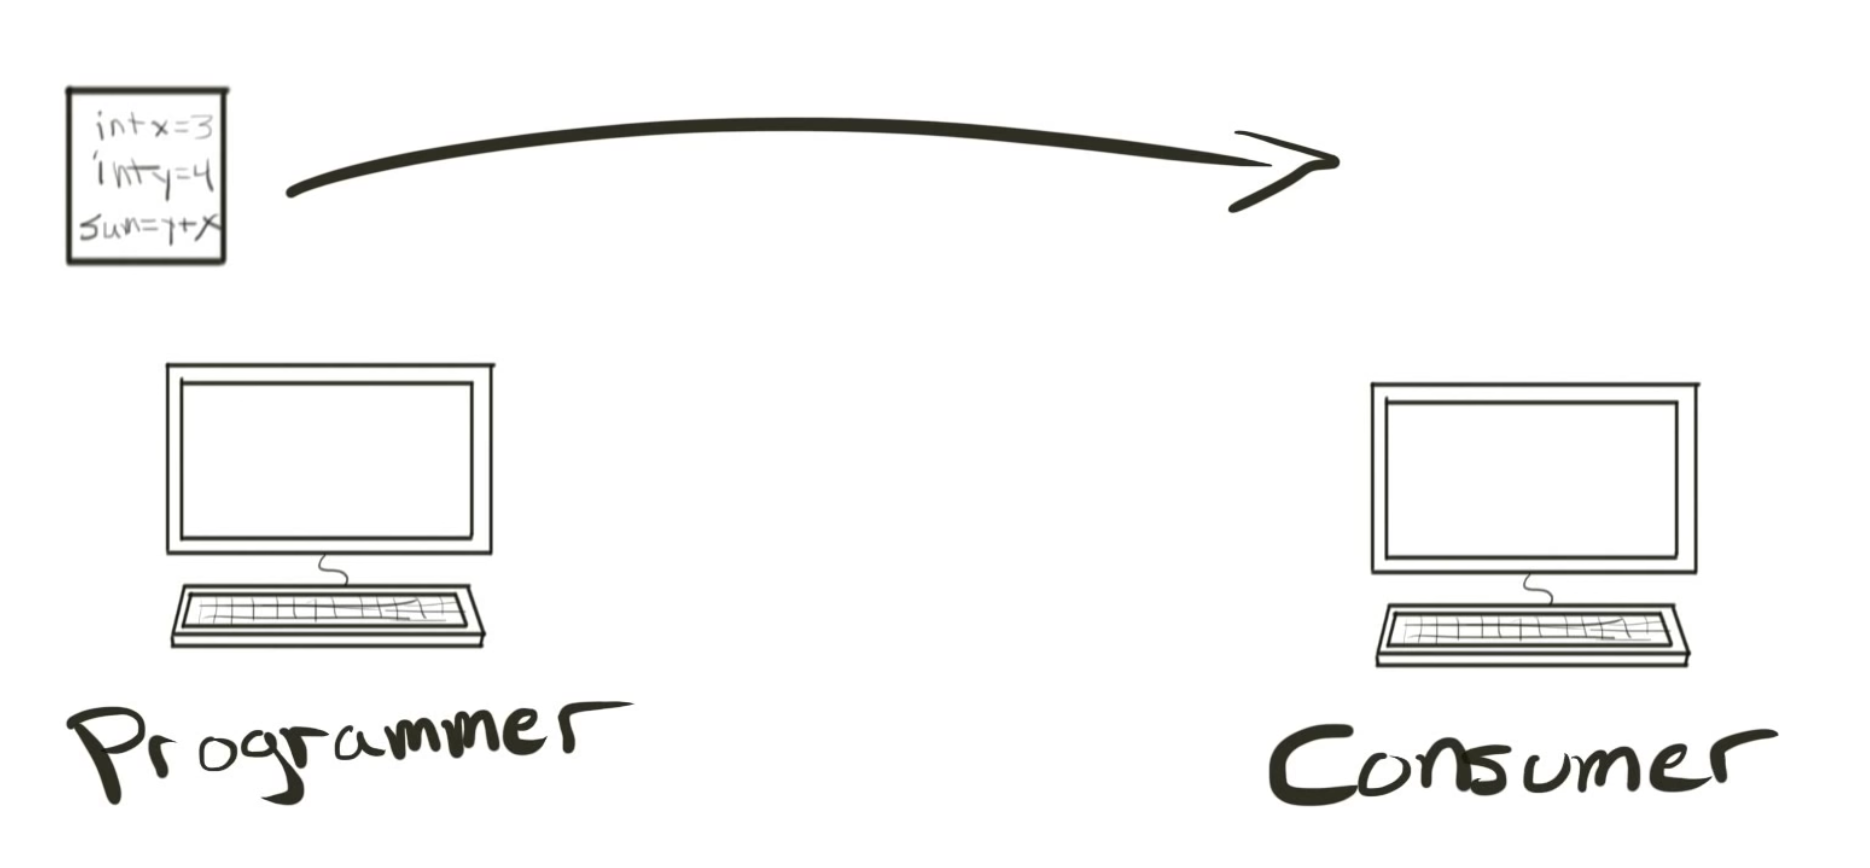 int x=3
int y=4
sum=y+x
Programmer
Consumer